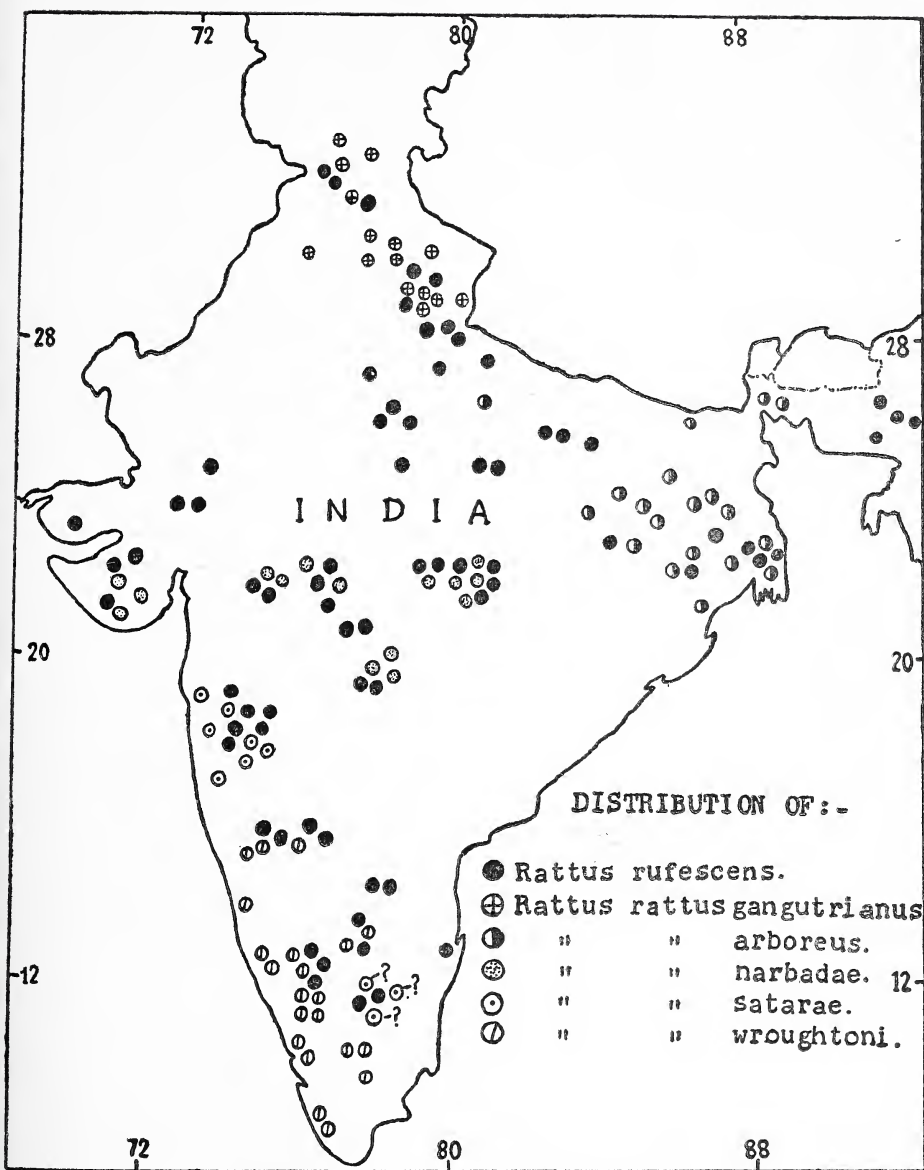 72 80 88
28 28
INDIA
20 20
DISTRIBUTION OF:-
Rattus rufescens.
Rattus rattus gangutrianus
" " arboreus.
12 " " narbadae. 12
-? -?
" " satarae.
-?
" " wroughtoni.
72 80 88